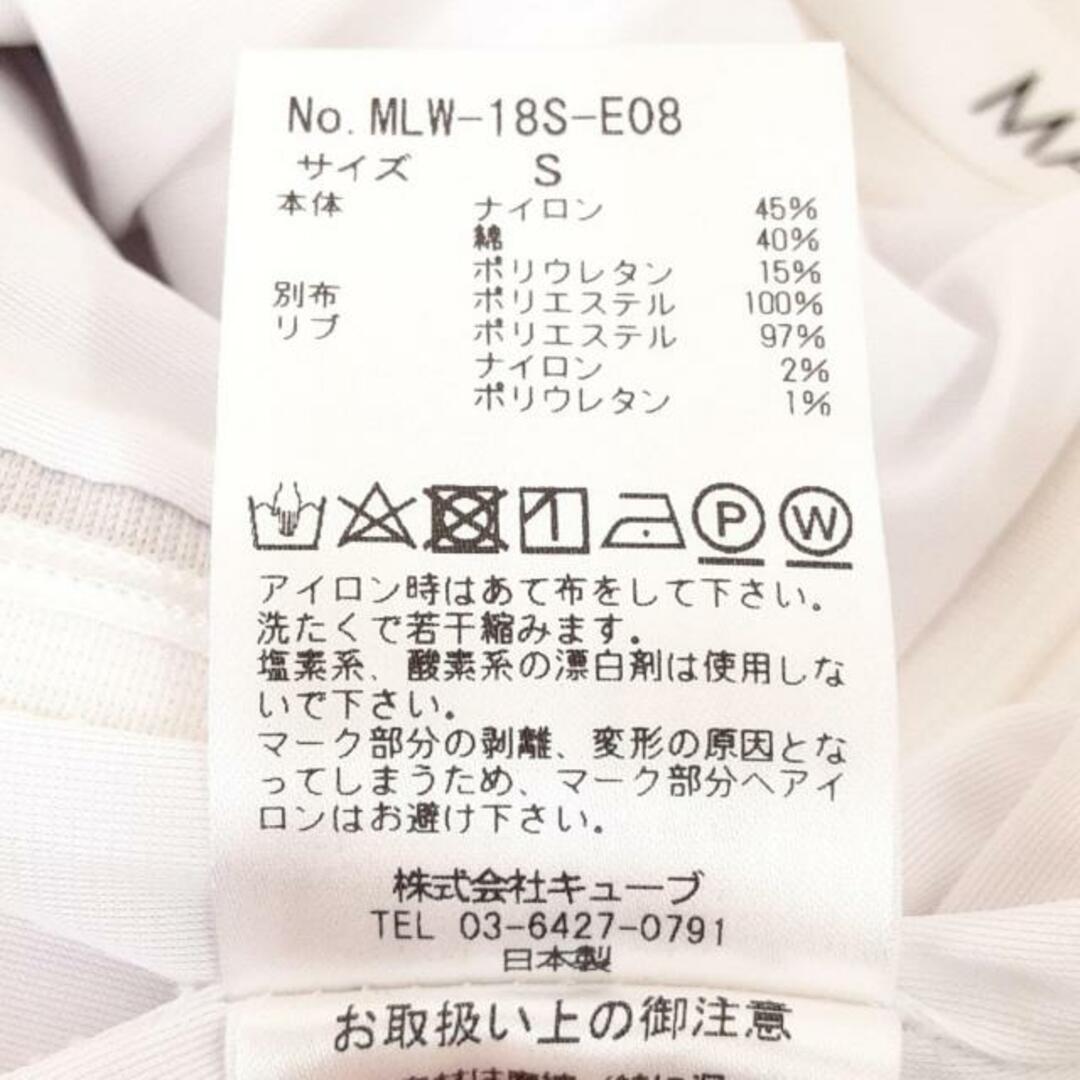 No. MLW-18S-E08
サイズ S
本体 ナイロン 45%
綿 40%
ポリウレタン 15%
別布 ポリエステル 100%
リブ ポリエステル 97%
ナイロン 2%
ポリウレタン 1%
P W
アイロン時はあて布をして下さい。
洗たくで若干縮みます。
塩素系、酸素系の漂白剤は使用しな
いで下さい。
マーク部分の剥離、変形の原因とな
ってしまうため、マーク部分へアイ
ロンはお避け下さい。
株式会社キューブ
TEL 03-6427-0791
日本製
お取扱い上の御注意